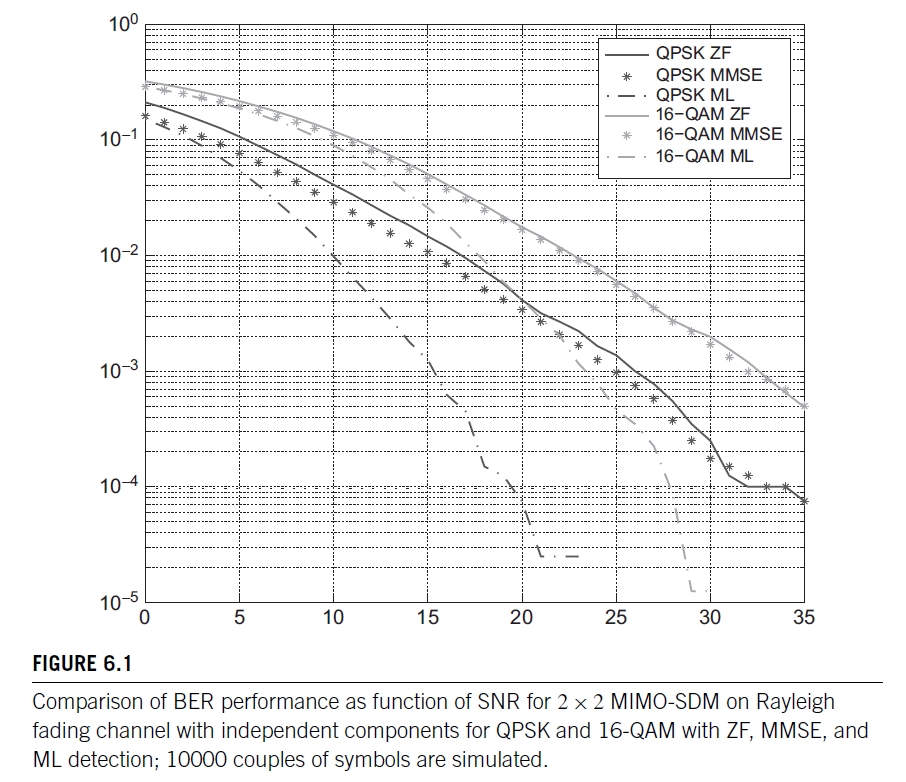 10⁰
QPSK ZF
QPSK MMSE
QPSK ML
16−QAM ZF
16−QAM MMSE
16−QAM ML
10⁻¹
10⁻²
10⁻³
10⁻⁴
10⁻⁵
0 5 10 15 20 25 30 35
FIGURE 6.1
Comparison of BER performance as function of SNR for 2 × 2 MIMO-SDM on Rayleigh
fading channel with independent components for QPSK and 16-QAM with ZF, MMSE, and
ML detection; 10000 couples of symbols are simulated.